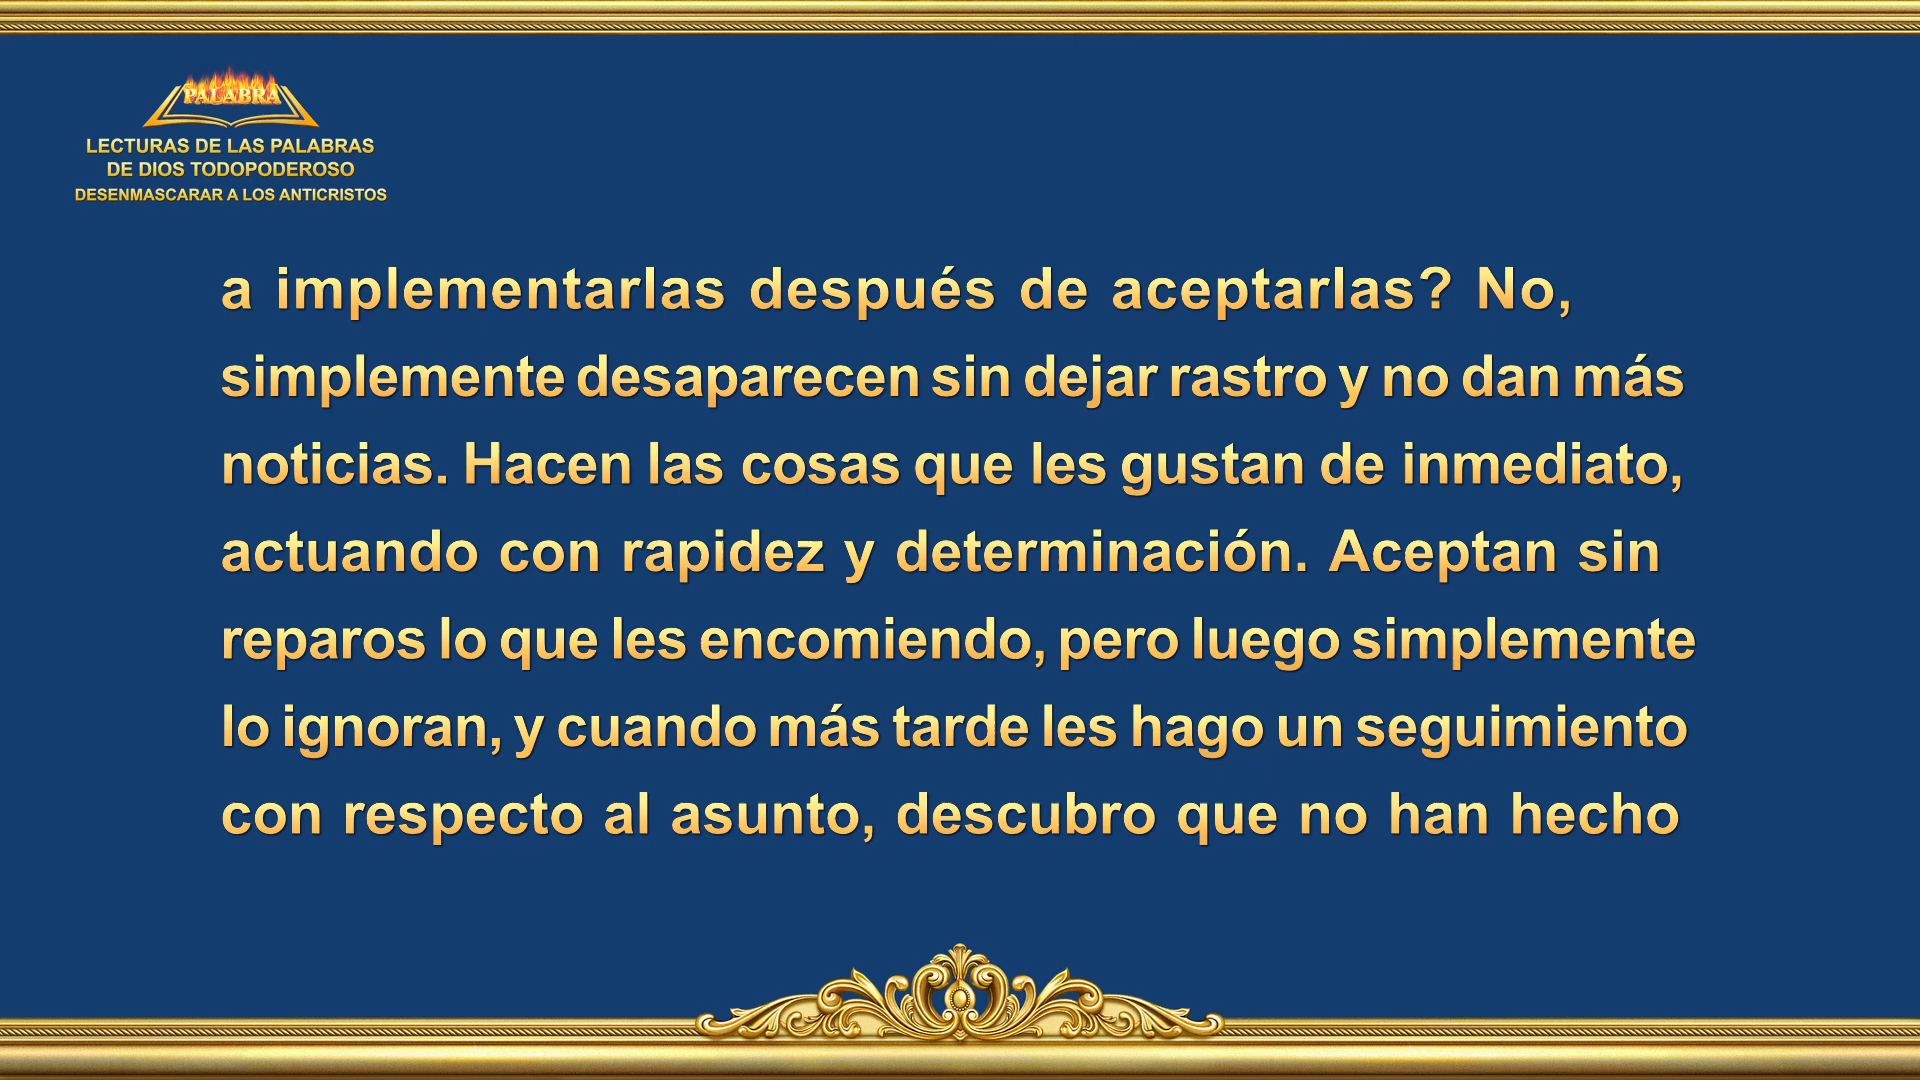 PALABRA
LECTURAS DE LAS PALABRAS
DE DIOS TODOPODEROSO
DESENMASCARAR A LOS ANTICRISTOS
a implementarlas después de aceptarlas? No,
simplemente desaparecen sin dejar rastro y no dan más
noticias. Hacen las cosas que les gustan de inmediato,
actuando con rapidez y determinación. Aceptan sin
reparos lo que les encomiendo, pero luego simplemente
lo ignoran, y cuando más tarde les hago un seguimiento
con respecto al asunto, descubro que no han hecho